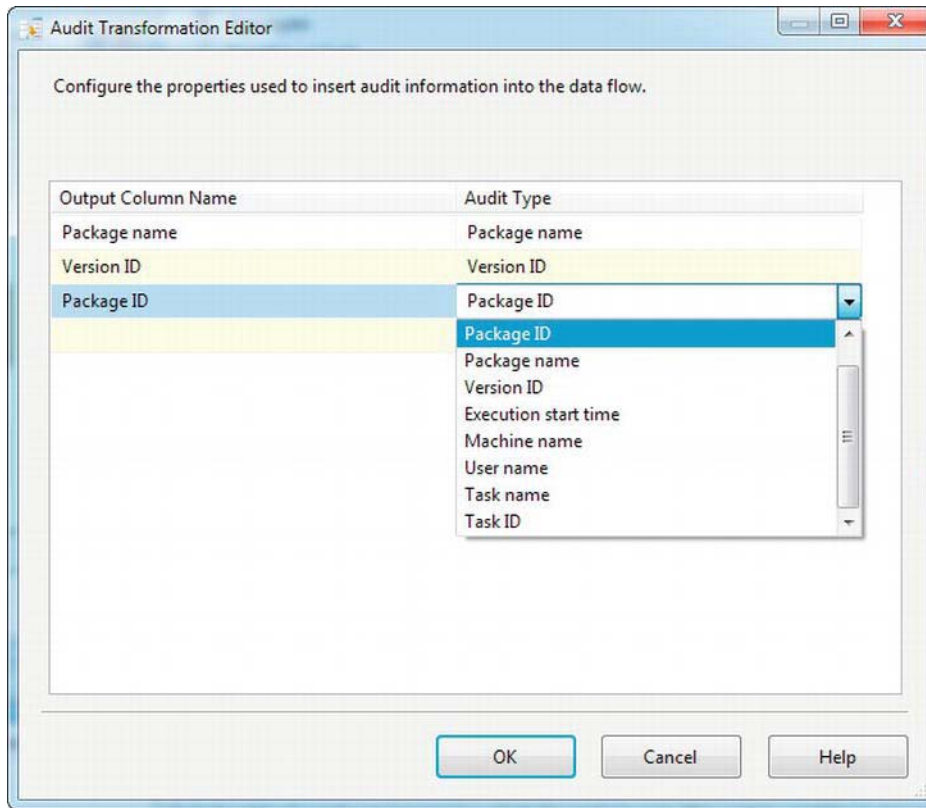 Audit Transformation Editor
Configure the properties used to insert audit information into the data flow.
Output Column Name Audit Type
Package name Package name
Version ID Version ID
Package ID Package ID
Package ID
Package name
Version ID
Execution start time
Machine name
User name
Task name
Task ID
OK Cancel Help